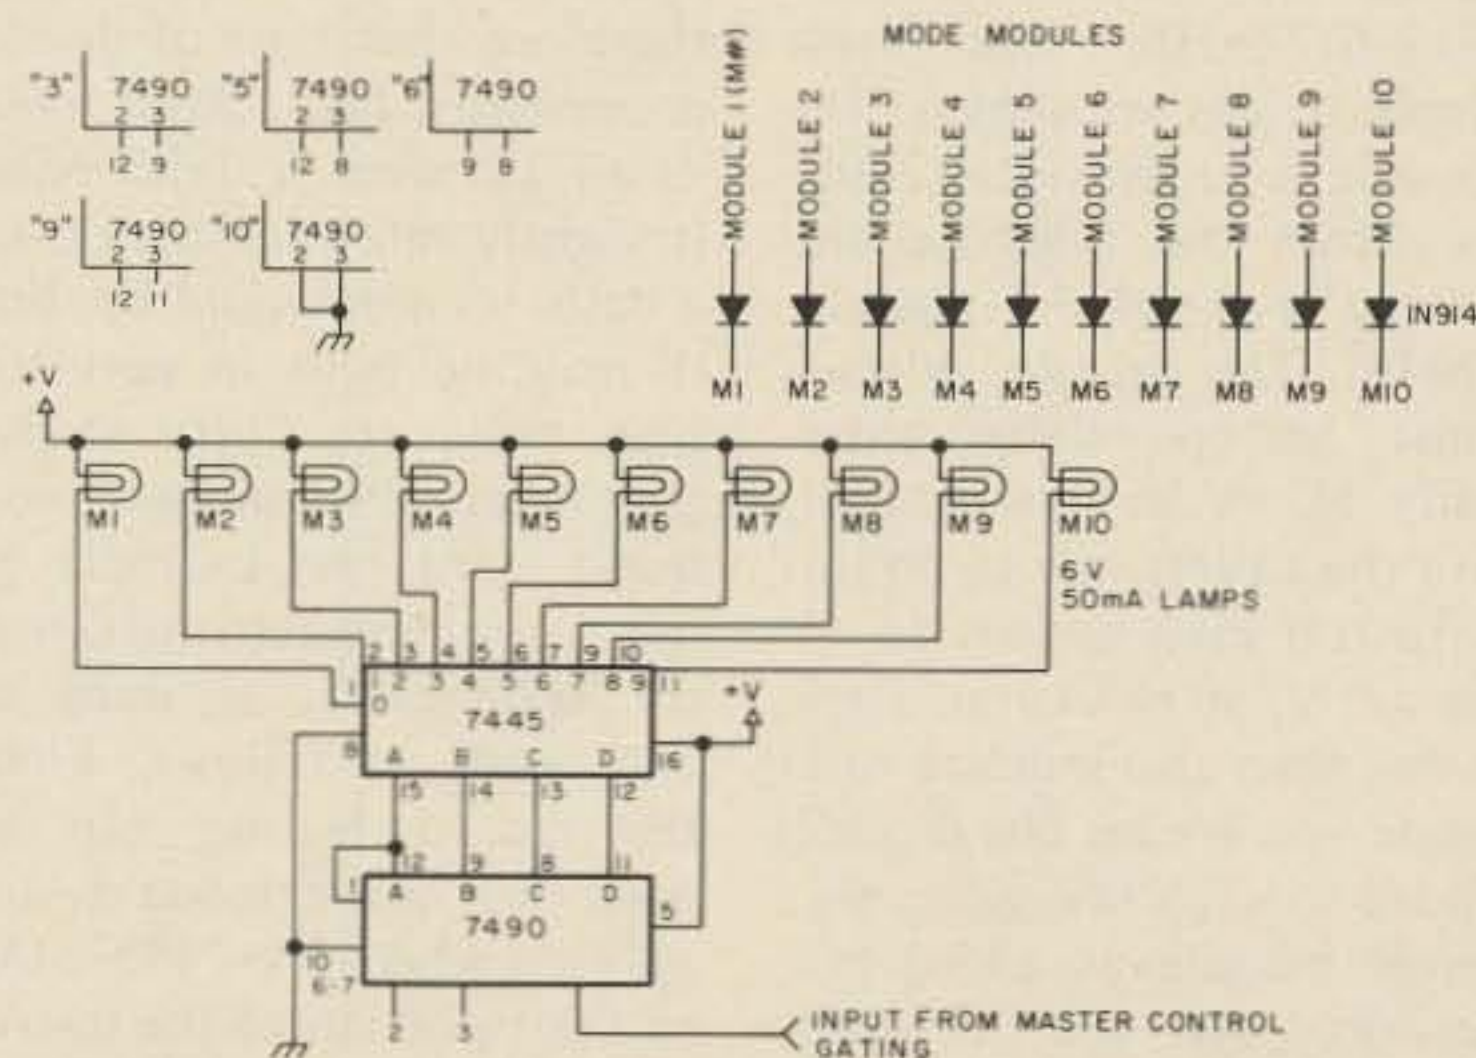 MODE MODULES
"3" 7490
2 3
12 9
"5" 7490
2 3
12 8
"6" 7490
9 8
"9" 7490
2 3
12 11
"10" 7490
2 3
MODULE 1 (M#)
MODULE 2
MODULE 3
MODULE 4
MODULE 5
MODULE 6
MODULE 7
MODULE 8
MODULE 9
MODULE 10
IN914
M1 M2 M3 M4 M5 M6 M7 M8 M9 M10
+V
M1 M2 M3 M4 M5 M6 M7 M8 M9 M10
6V
50mA LAMPS
2 3 4 5 6 7 9 10
1 1 2 3 4 5 6 7 8 9 11
0
7445
+V
8 A B C D 16
15 14 13 12
12 9 8 11
1 A B C D
7490
5
10
6-7
2 3
INPUT FROM MASTER CONTROL
GATING